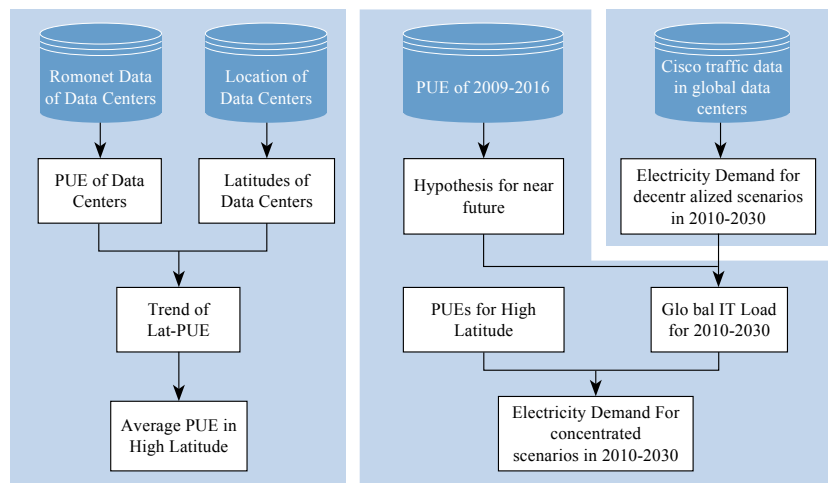 Romonet Data
of Data Centers
Location of
Data Centers
PUE of Data
Centers
Latitudes of
Data Centers
Trend of
Lat-PUE
Average PUE in
High Latitude
PUE of 2009-2016
Cisco traffic data
in global data
centers
Hypothesis for near
future
Electricity Demand for
decentr alized scenarios
in 2010-2030
PUEs for High
Latitude
Glo bal IT Load
for 2010-2030
Electricity Demand For
concentrated
scenarios in 2010-2030